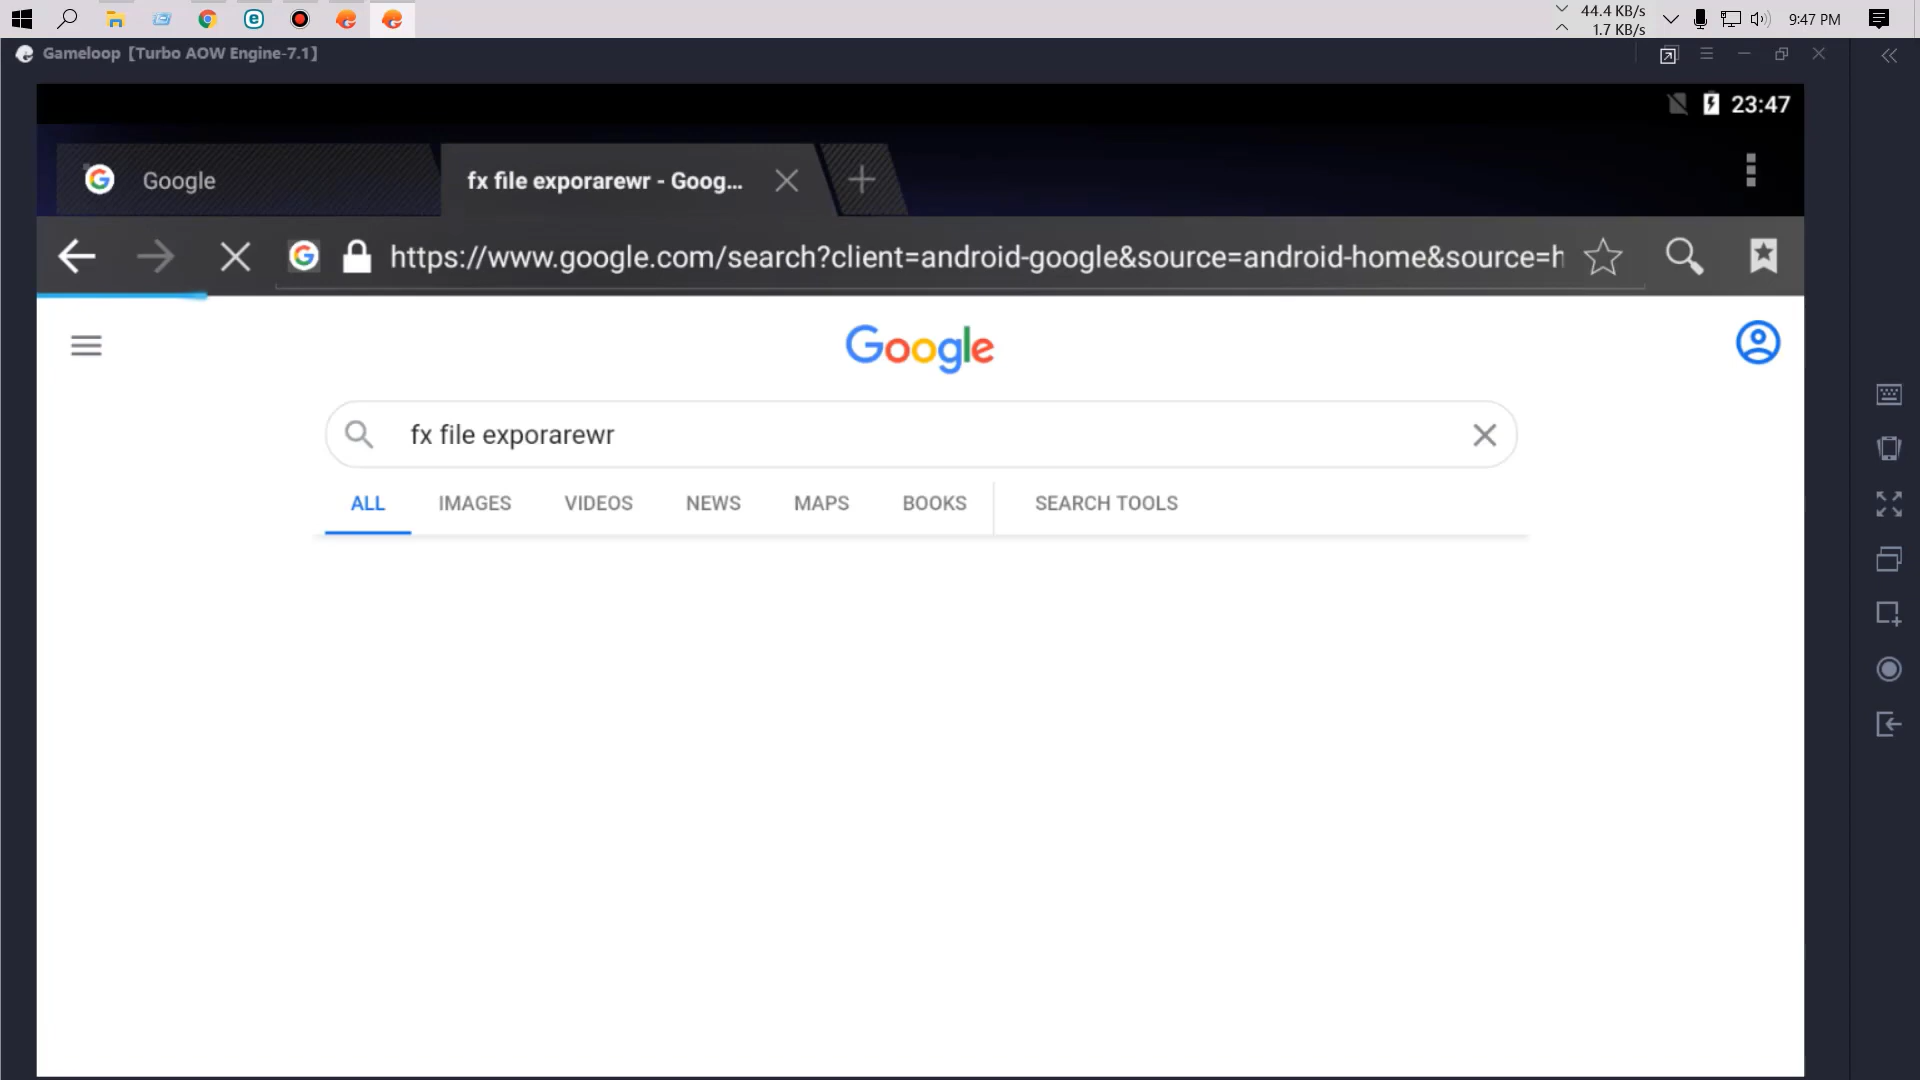 44.4 KB/s
1.7 KB/s
9:47 PM
Gameloop [Turbo AOW Engine-7.1]
23:47
Google
fx file exporarewr - Goog...
https://www.google.com/search?client=android-google&source=android-home&source=h
Google
fx file exporarewr
ALL IMAGES VIDEOS NEWS MAPS BOOKS SEARCH TOOLS